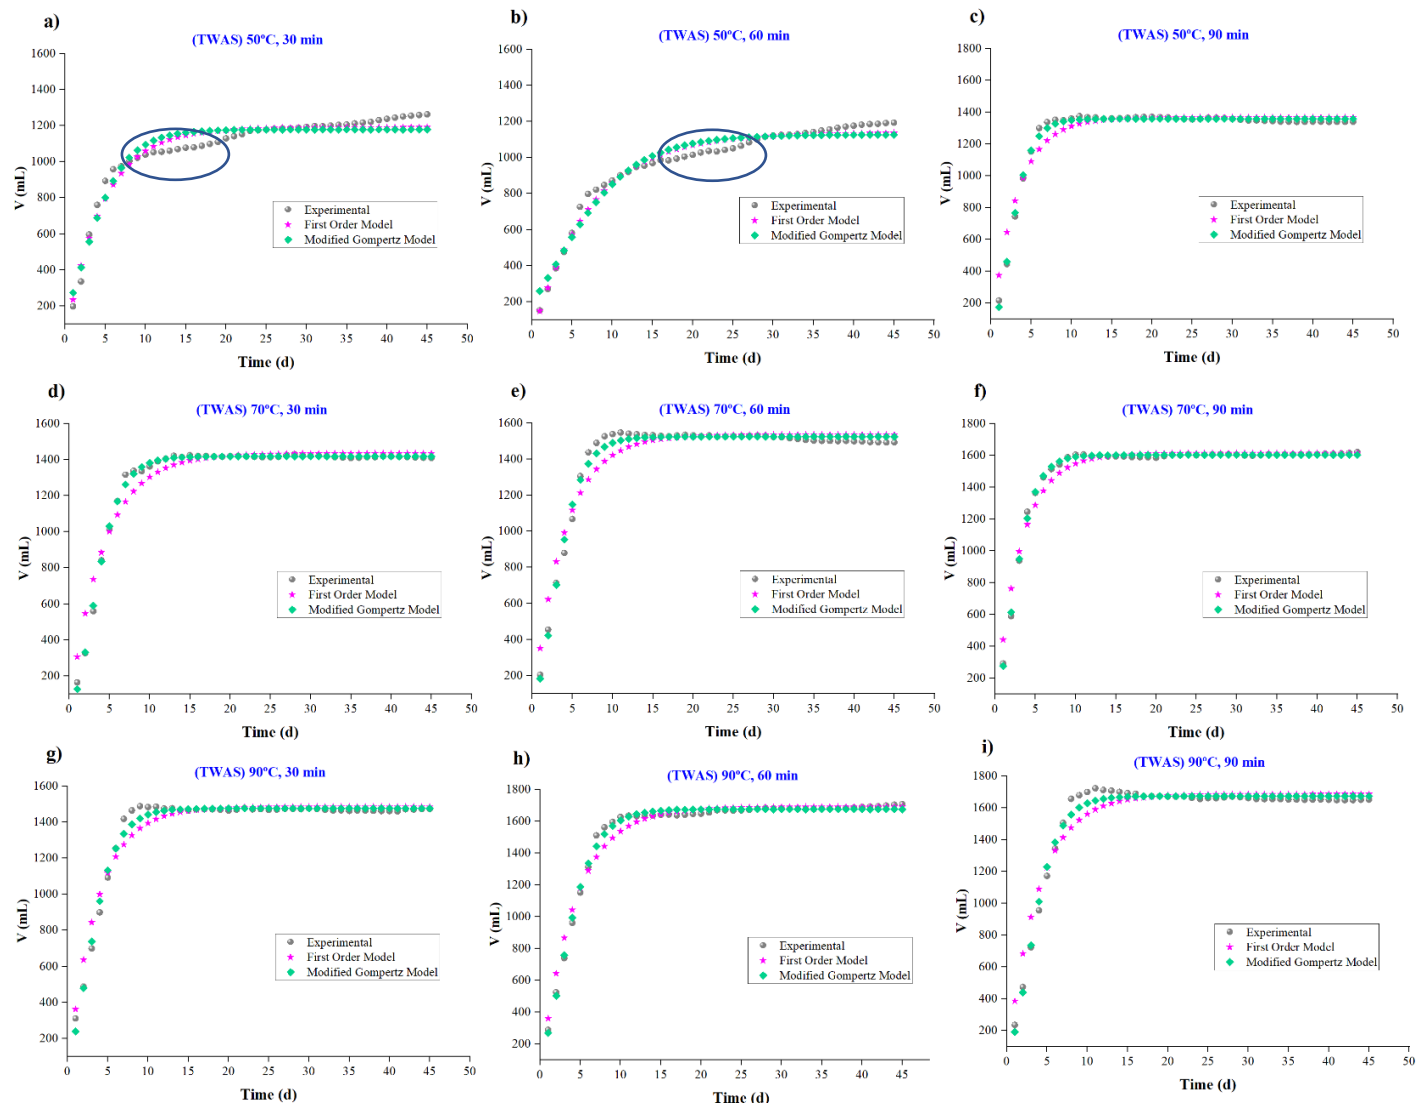 a)
(TWAS) 50ºC, 30 min
1600
1400
1200
1000
800
600
400
200
V (mL)
Experimental
First Order Model
Modified Gompertz Model
0 5 10 15 20 25 30 35 40 45 50
Time (d)
b)
(TWAS) 50ºC, 60 min
1600
1400
1200
1000
800
600
400
200
V (mL)
Experimental
First Order Model
Modified Gompertz Model
0 5 10 15 20 25 30 35 40 45 50
Time (d)
c)
(TWAS) 50ºC, 90 min
1800
1600
1400
1200
1000
800
600
400
200
V (mL)
Experimental
First Order Model
Modified Gompertz Model
0 5 10 15 20 25 30 35 40 45 50
Time (d)
d)
(TWAS) 70ºC, 30 min
1600
1400
1200
1000
800
600
400
200
V (mL)
Experimental
First Order Model
Modified Gompertz Model
0 5 10 15 20 25 30 35 40 45 50
Time (d)
e)
(TWAS) 70ºC, 60 min
1600
1400
1200
1000
800
600
400
200
V (mL)
Experimental
First Order Model
Modified Gompertz Model
0 5 10 15 20 25 30 35 40 45 50
Time (d)
f)
(TWAS) 70ºC, 90 min
1800
1600
1400
1200
1000
800
600
400
200
V (mL)
Experimental
First Order Model
Modified Gompertz Model
0 5 10 15 20 25 30 35 40 45 50
Time (d)
g)
(TWAS) 90ºC, 30 min
1600
1400
1200
1000
800
600
400
200
V (mL)
Experimental
First Order Model
Modified Gompertz Model
0 5 10 15 20 25 30 35 40 45 50
Time (d)
h)
(TWAS) 90ºC, 60 min
1800
1600
1400
1200
1000
800
600
400
200
V (mL)
Experimental
First Order Model
Modified Gompertz Model
0 5 10 15 20 25 30 35 40 45
Time (d)
i)
(TWAS) 90ºC, 90 min
1800
1600
1400
1200
1000
800
600
400
200
V (mL)
Experimental
First Order Model
Modified Gompertz Model
0 5 10 15 20 25 30 35 40 45 50
Time (d)